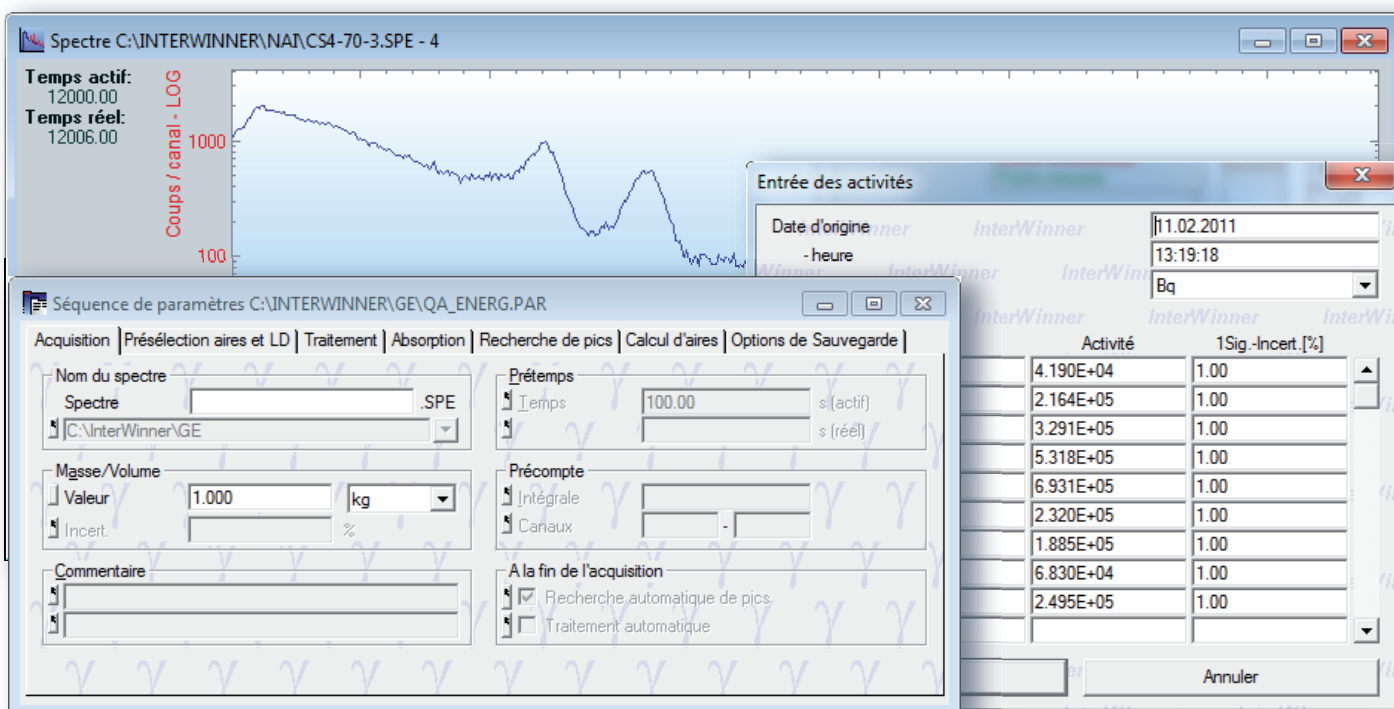 Spectre C:\INTERWINNER\NAI\CS4-70-3.SPE - 4
Temps actif:
12000.00
Temps réel:
12006.00
Coups / canal - LOG
1000
100
Entrée des activités
Date d'origine
11.02.2011
- heure
13:19:18
Bq
Activité 1Sig.-Incert.[%]
4.190E+04 1.00
2.164E+05 1.00
3.291E+05 1.00
5.318E+05 1.00
6.931E+05 1.00
2.320E+05 1.00
1.885E+05 1.00
6.830E+04 1.00
2.495E+05 1.00
Annuler
InterWinner InterWinner
InterWinner InterWinner
InterWinner InterWinner
Séquence de paramètres C:\INTERWINNER\GE\QA_ENERG.PAR
Acquisition Présélection aires et LD Traitement Absorption Recherche de pics Calcul d'aires Options de Sauvegarde
Nom du spectre
Spectre .SPE
C:\InterWinner\GE
Masse/Volume
Valeur 1.000 kg
Incert. %
Commentaire
Prétemps
Temps 100.00 s (actif)
s (réel)
Précompte
Intégrale
Canaux -
A la fin de l'acquisition
Recherche automatique de pics
Traitement automatique